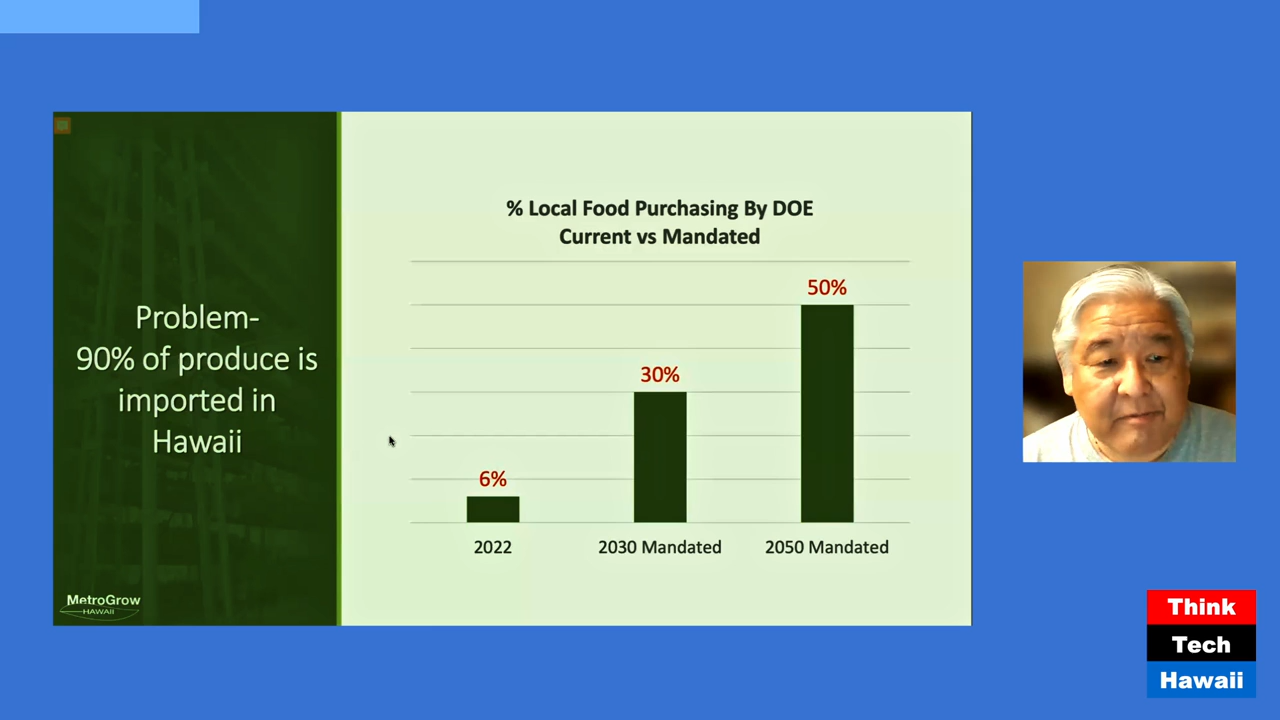 Problem-
90% of produce is
imported in
Hawaii
MetroGrow
HAWAII
% Local Food Purchasing By DOE
Current vs Mandated
50%
30%
6%
2022
2030 Mandated
2050 Mandated
Think
Tech
Hawaii